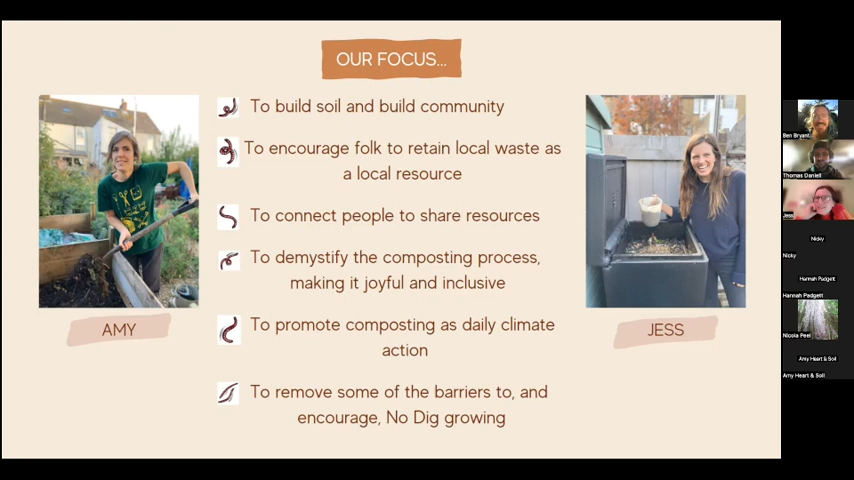 OUR FOCUS...
To build soil and build community
To encourage folk to retain local waste as
a local resource
To connect people to share resources
To demystify the composting process,
making it joyful and inclusive
To promote composting as daily climate
action
To remove some of the barriers to, and
encourage, No Dig growing
AMY
JESS
Ben Bryant
Thomas Daniell
Jess
Nicky
Nicky
Hannah Padgett
Hannah Padgett
Nicola Peel
Amy Heart & Soil
Amy Heart & Soil